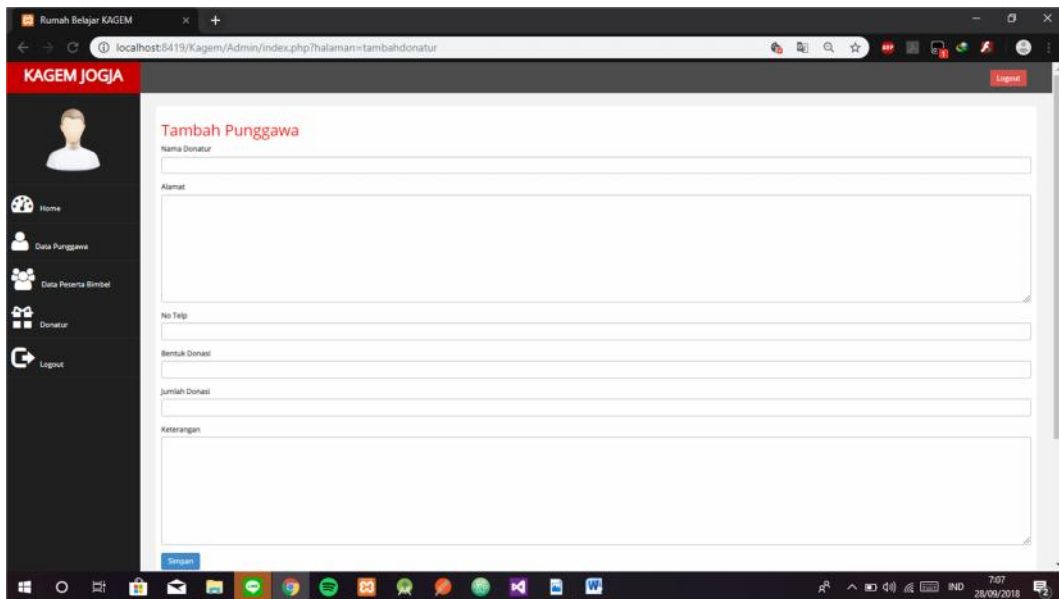 Rumah Belajar KAGEM
localhost:8419/Kagem/Admin/index.php?halaman=tambahdonatur
KAGEM JOGJA
Logout
Tambah Punggawa
Nama Donatur
Alamat
Home
Data Punggawa
Data Peserta Bimbel
Donatur
Logout
No Telp
Bentuk Donasi
Jumlah Donasi
Keterangan
Simpan
IND
7:07
28/09/2018